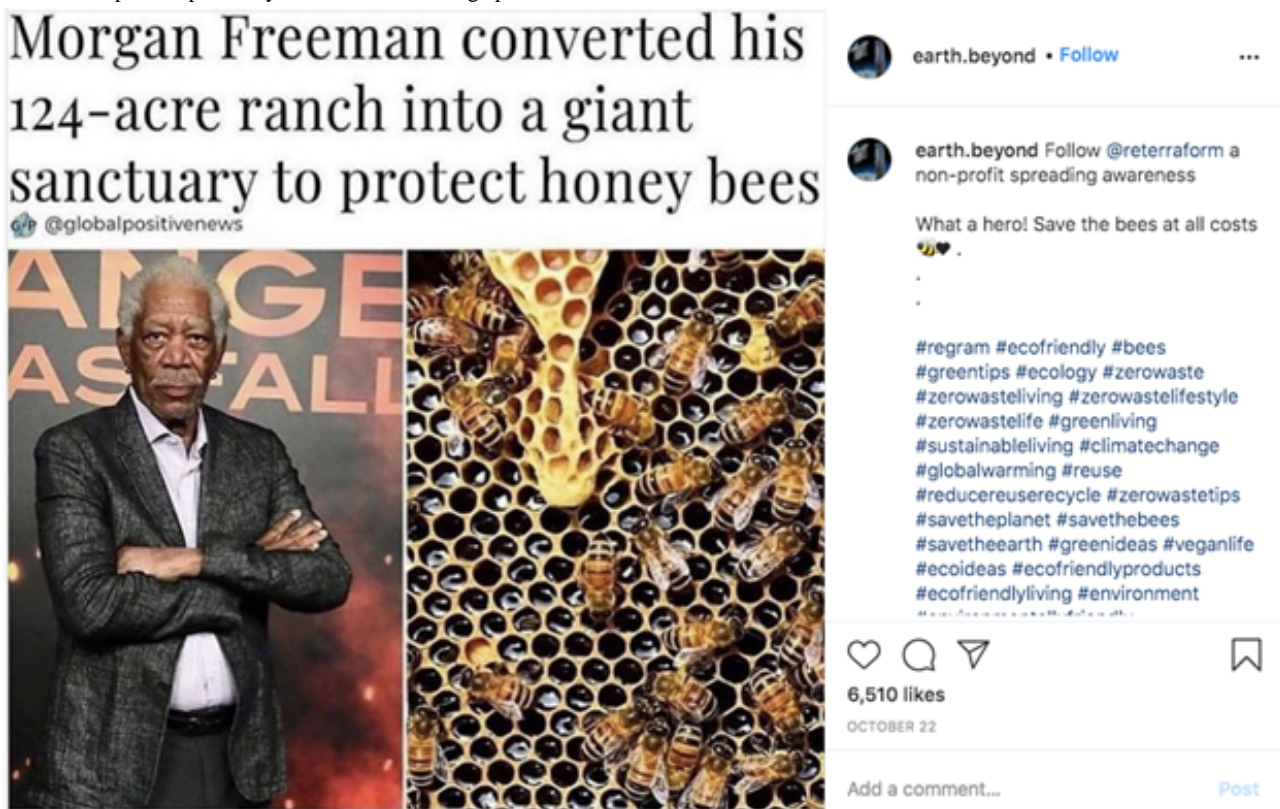 Morgan Freeman converted his
124-acre ranch into a giant
sanctuary to protect honey bees
@globalpositivenews
ANGE
AS FALL
earth.beyond • Follow
earth.beyond Follow @reterraform a
non-profit spreading awareness
What a hero! Save the bees at all costs
🐝🖤 .
.
.
#regram #ecofriendly #bees
#greentips #ecology #zerowaste
#zerowasteliving #zerowastelifestyle
#zerowastelife #greenliving
#sustainableliving #climatechange
#globalwarming #reuse
#reducereuserecycle #zerowastetips
#savetheplanet #savethebees
#savetheearth #greenideas #veganlife
#ecoideas #ecofriendlyproducts
#ecofriendlyliving #environment
6,510 likes
OCTOBER 22
Add a comment...
Post